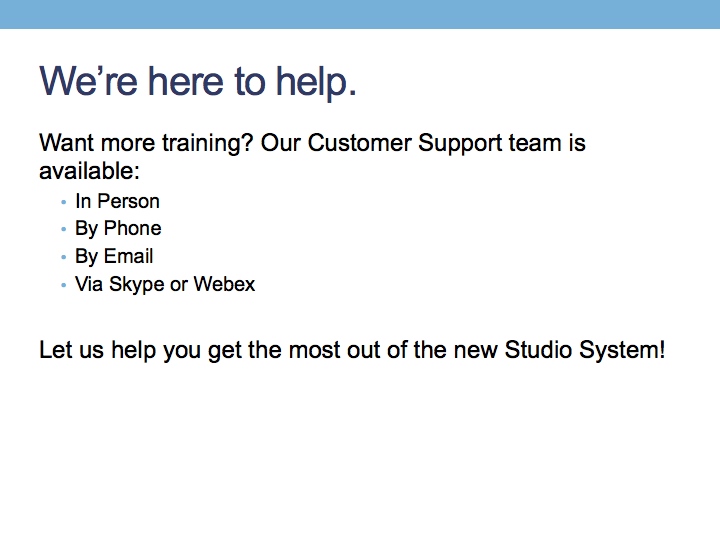 We’re here to help.
Want more training? Our Customer Support team is
available:
• In Person
• By Phone
• By Email
• Via Skype or Webex
Let us help you get the most out of the new Studio System!